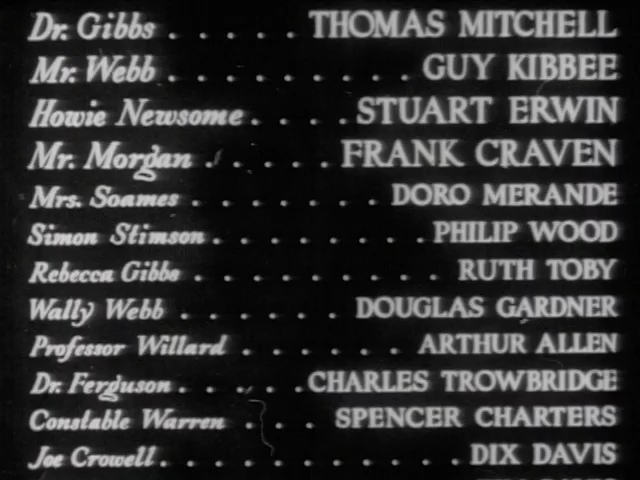 Dr. Gibbs . . . . . THOMAS MITCHELL
Mr. Webb . . . . . . . . . GUY KIBBEE
Howie Newsome . . . . STUART ERWIN
Mr. Morgan . . . . . FRANK CRAVEN
Mrs. Soames . . . . . . . DORO MERANDE
Simon Stimson . . . . . . . . PHILIP WOOD
Rebecca Gibbs . . . . . . . . . RUTH TOBY
Wally Webb . . . . . . DOUGLAS GARDNER
Professor Willard . . . . . . ARTHUR ALLEN
Dr. Ferguson . . . . . CHARLES TROWBRIDGE
Constable Warren . . . SPENCER CHARTERS
Joe Crowell . . . . . . . . . . . DIX DAVIS